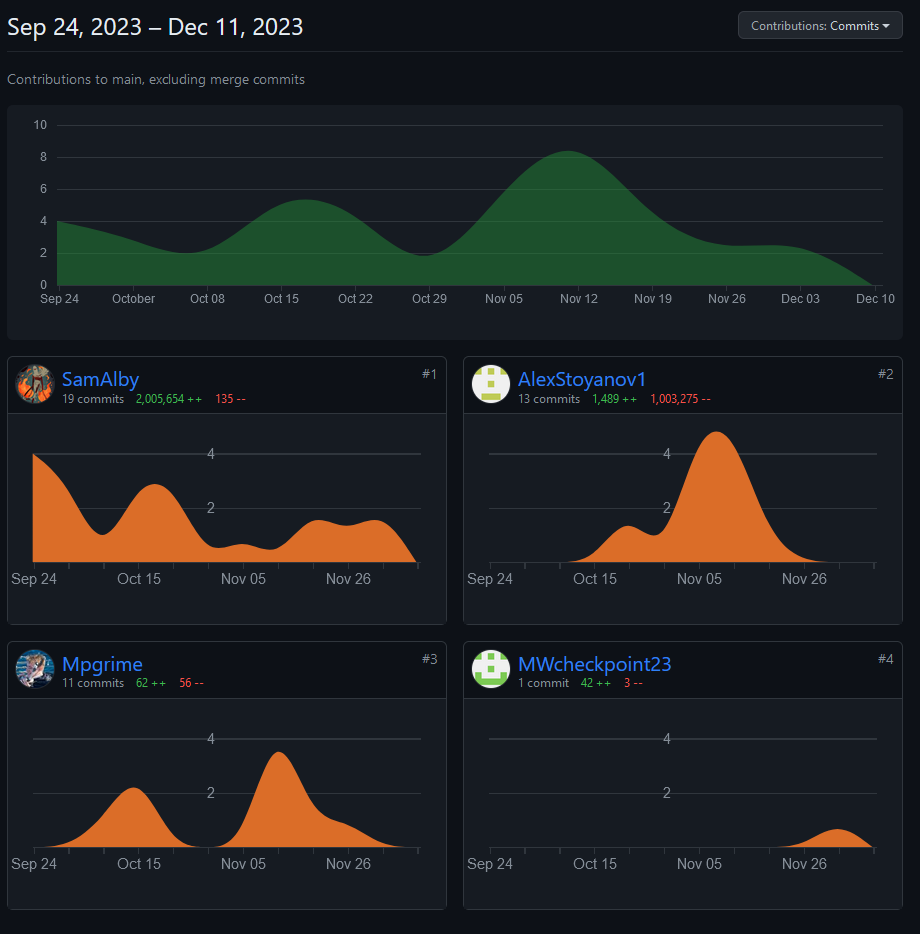 Sep 24, 2023 – Dec 11, 2023
Contributions: Commits
Contributions to main, excluding merge commits
10
8
6
4
2
0
Sep 24 October Oct 08 Oct 15 Oct 22 Oct 29 Nov 05 Nov 12 Nov 19 Nov 26 Dec 03 Dec 10
SamAlby #1
19 commits 2,005,654 ++ 135 --
4
2
Sep 24 Oct 15 Nov 05 Nov 26
AlexStoyanov1 #2
13 commits 1,489 ++ 1,003,275 --
4
2
Sep 24 Oct 15 Nov 05 Nov 26
Mpgrime #3
11 commits 62 ++ 56 --
4
2
Sep 24 Oct 15 Nov 05 Nov 26
MWcheckpoint23 #4
1 commit 42 ++ 3 --
4
2
Sep 24 Oct 15 Nov 05 Nov 26